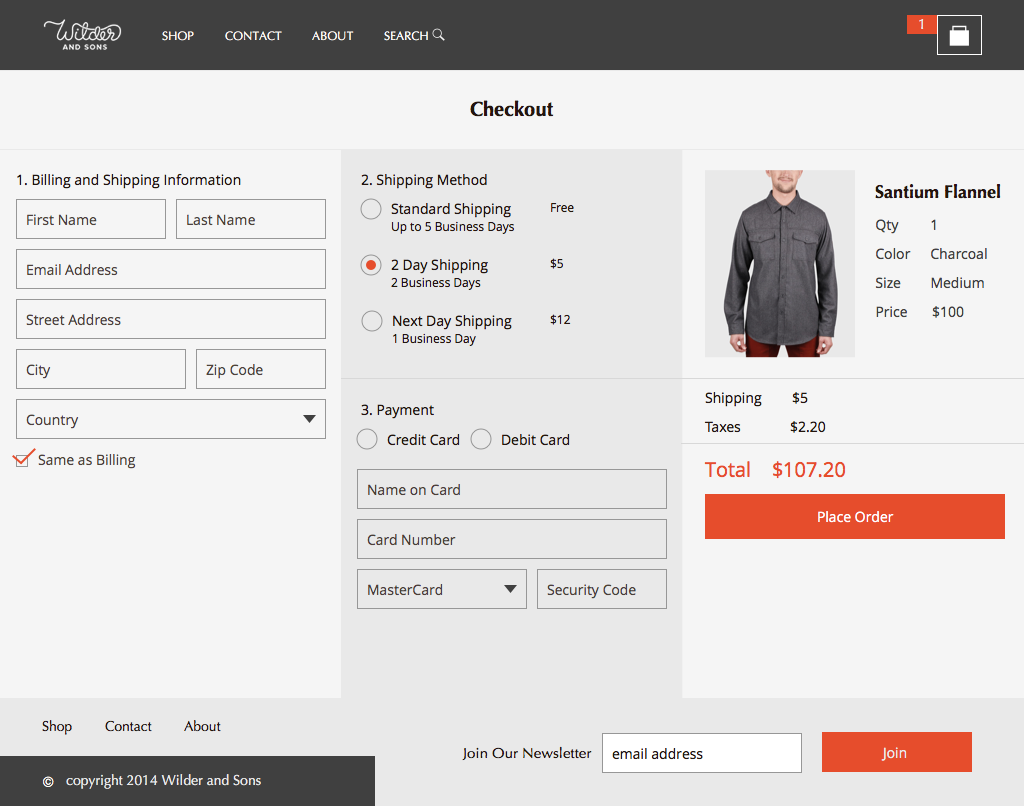 Wilder
AND SONS
SHOP CONTACT ABOUT SEARCH
1
Checkout
1. Billing and Shipping Information
First Name Last Name
Email Address
Street Address
City Zip Code
Country
Same as Billing
2. Shipping Method
Standard Shipping Free
Up to 5 Business Days
2 Day Shipping $5
2 Business Days
Next Day Shipping $12
1 Business Day
3. Payment
Credit Card Debit Card
Name on Card
Card Number
MasterCard Security Code
Santium Flannel
Qty 1
Color Charcoal
Size Medium
Price $100
Shipping $5
Taxes $2.20
Total $107.20
Place Order
Shop Contact About
Join Our Newsletter email address Join
© copyright 2014 Wilder and Sons